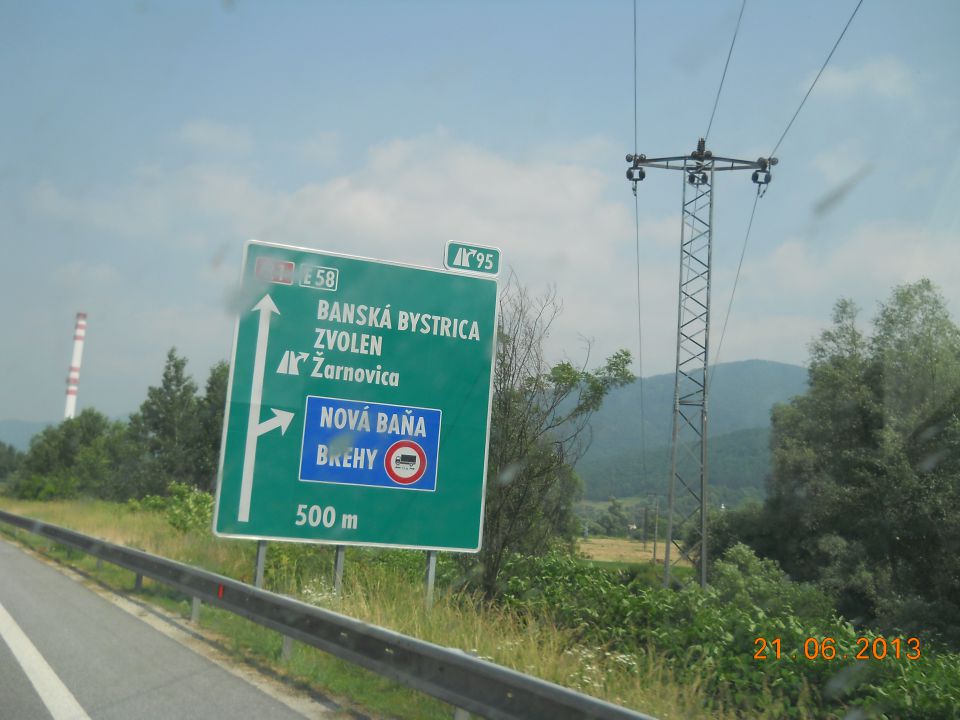 95
E 58
BANSKÁ BYSTRICA
ZVOLEN
Žarnovica
NOVÁ BAŇA
BREHY
500 m
21.06.2013